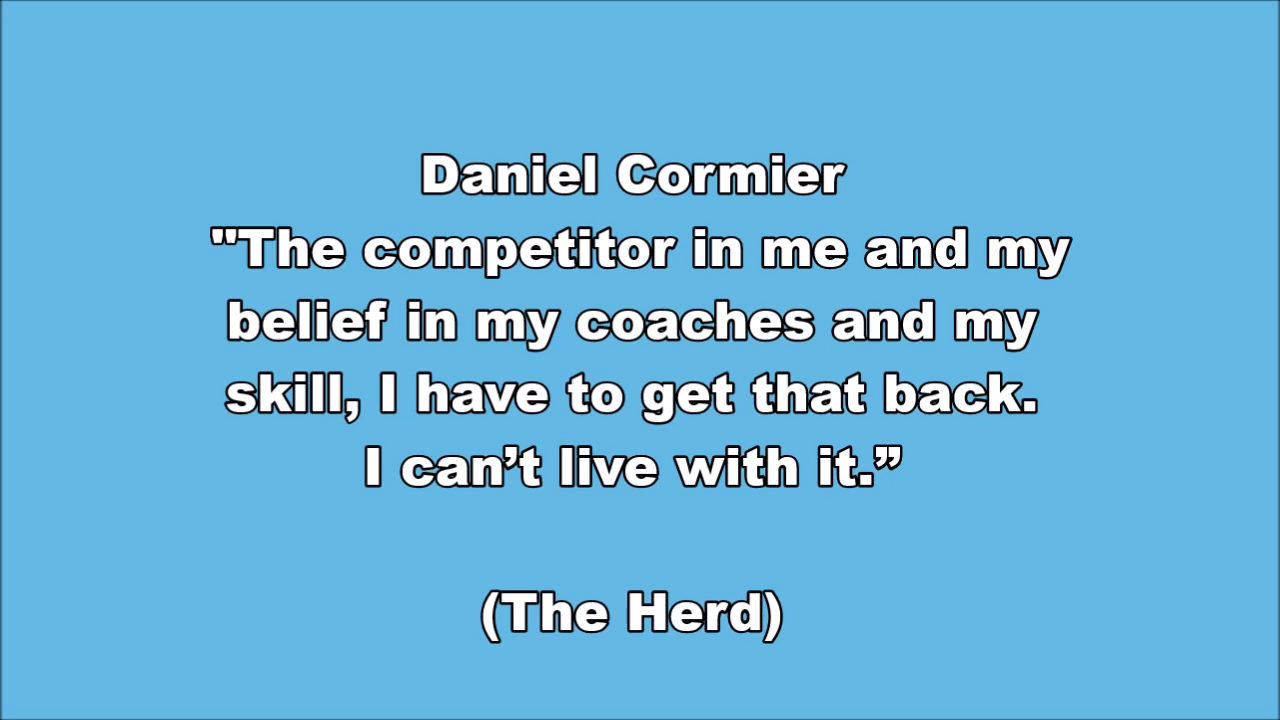 Daniel Cormier
"The competitor in me and my
belief in my coaches and my
skill, I have to get that back.
I can’t live with it.”
(The Herd)